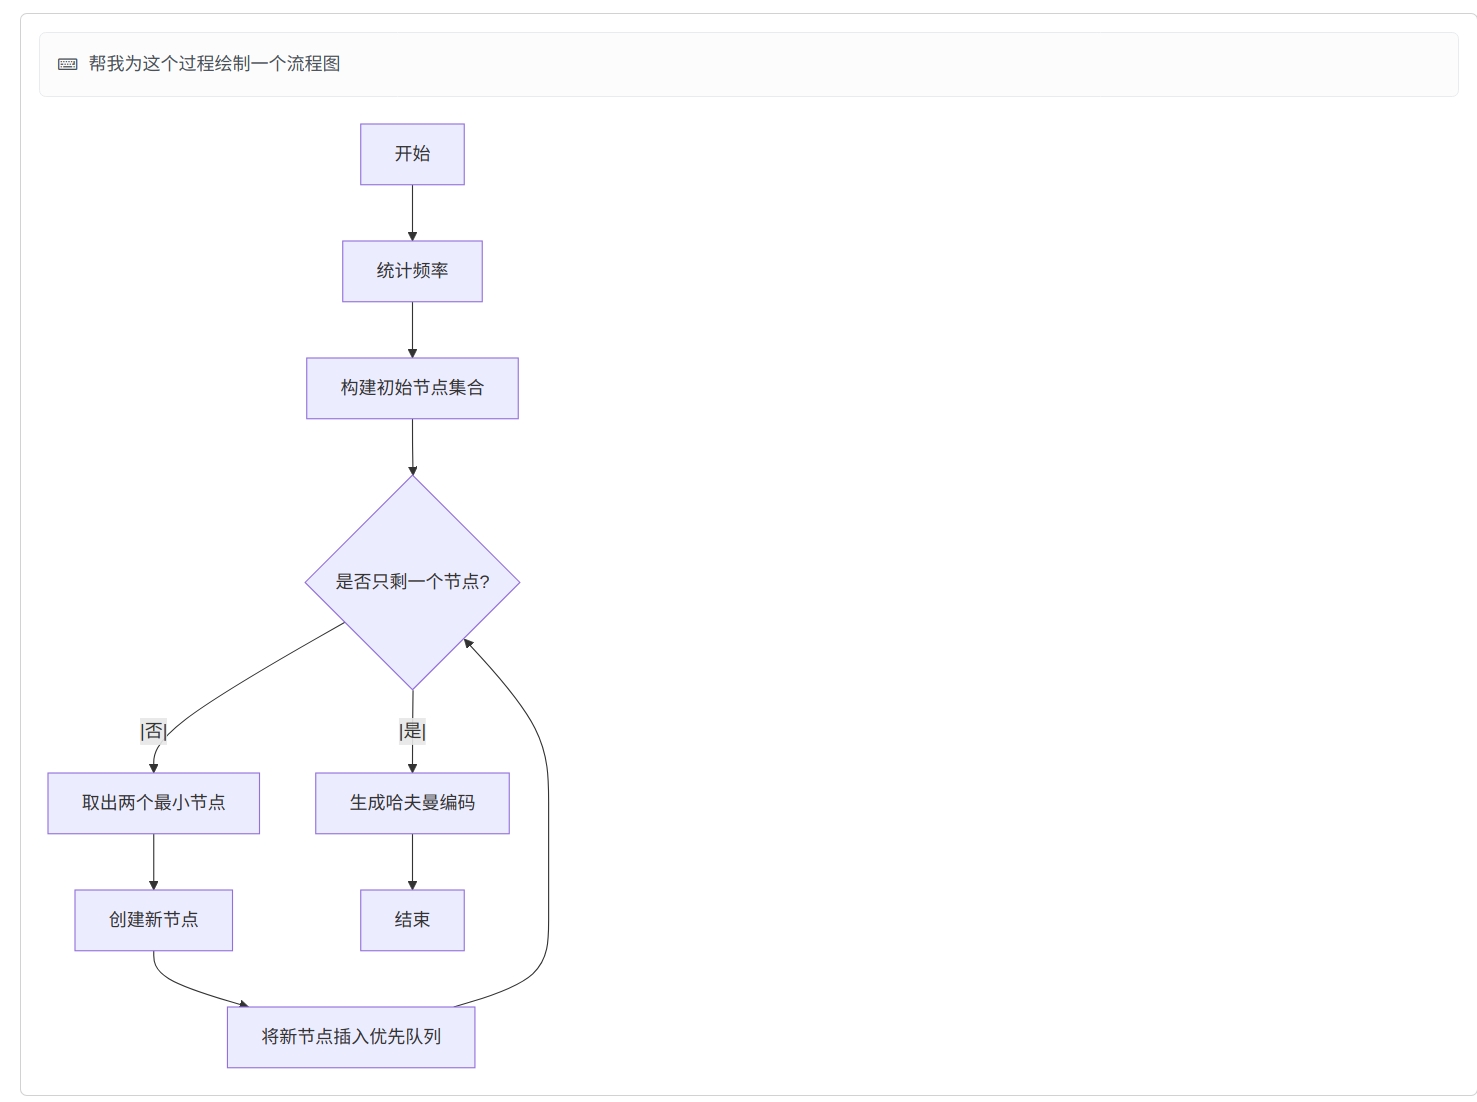 帮我为这个过程绘制一个流程图
开始
统计频率
构建初始节点集合
是否只剩一个节点?
|否|
|是|
取出两个最小节点
生成哈夫曼编码
创建新节点
结束
将新节点插入优先队列